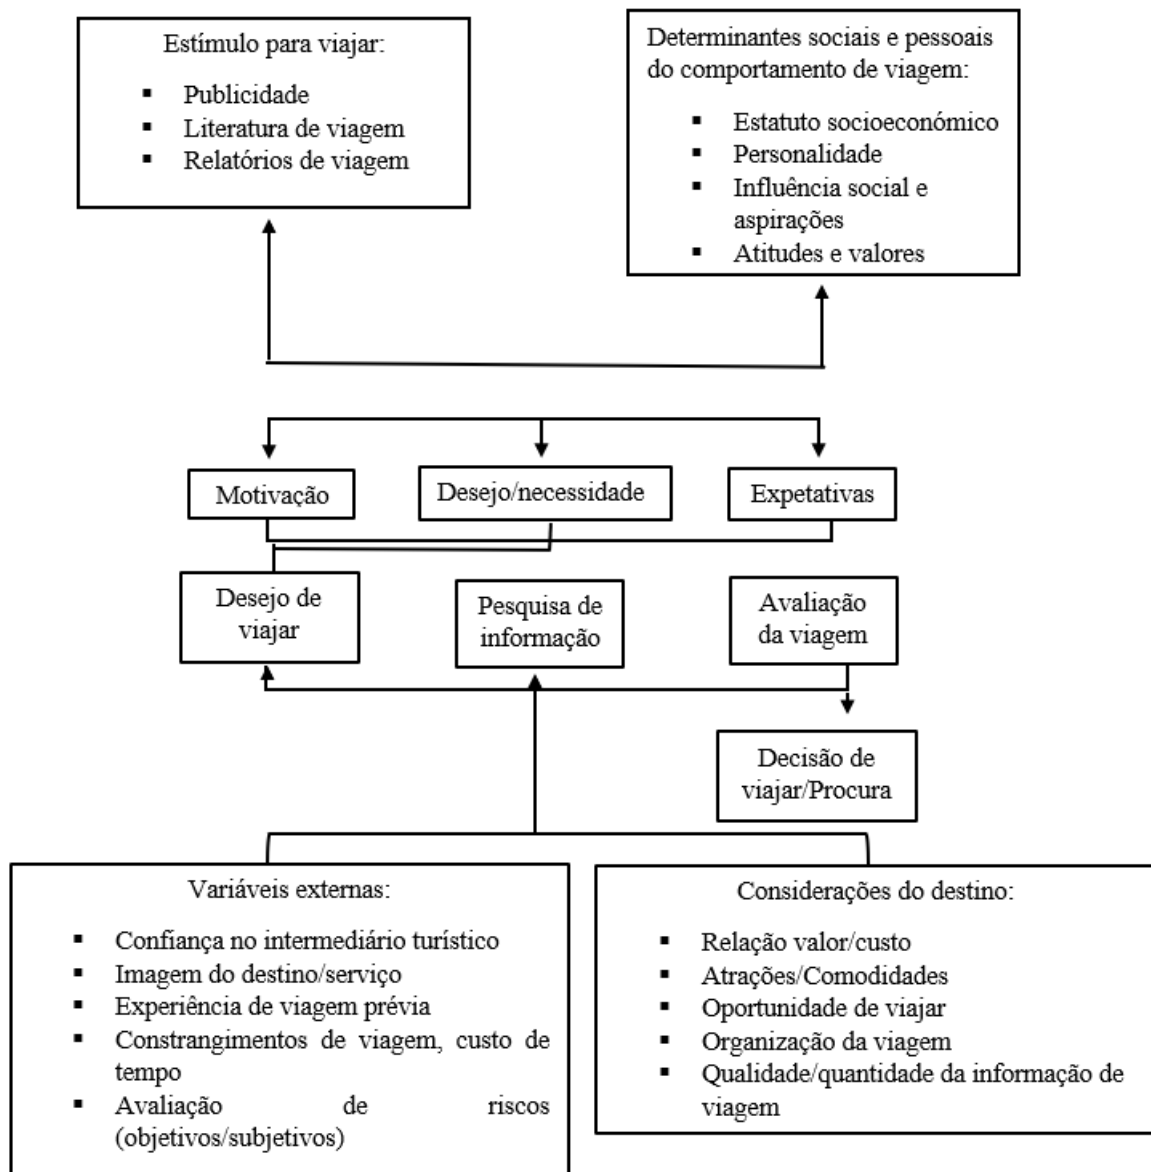 Estímulo para viajar:
▪ Publicidade
▪ Literatura de viagem
▪ Relatórios de viagem
Determinantes sociais e pessoais
do comportamento de viagem:
▪ Estatuto socioeconómico
▪ Personalidade
▪ Influência social e
aspirações
▪ Atitudes e valores
Motivação
Desejo/necessidade
Expetativas
Desejo de
viajar
Pesquisa de
informação
Avaliação
da viagem
Decisão de
viajar/Procura
Variáveis externas:
▪ Confiança no intermediário turístico
▪ Imagem do destino/serviço
▪ Experiência de viagem prévia
▪ Constrangimentos de viagem, custo de
tempo
▪ Avaliação de riscos
(objetivos/subjetivos)
Considerações do destino:
▪ Relação valor/custo
▪ Atrações/Comodidades
▪ Oportunidade de viajar
▪ Organização da viagem
▪ Qualidade/quantidade da informação de
viagem